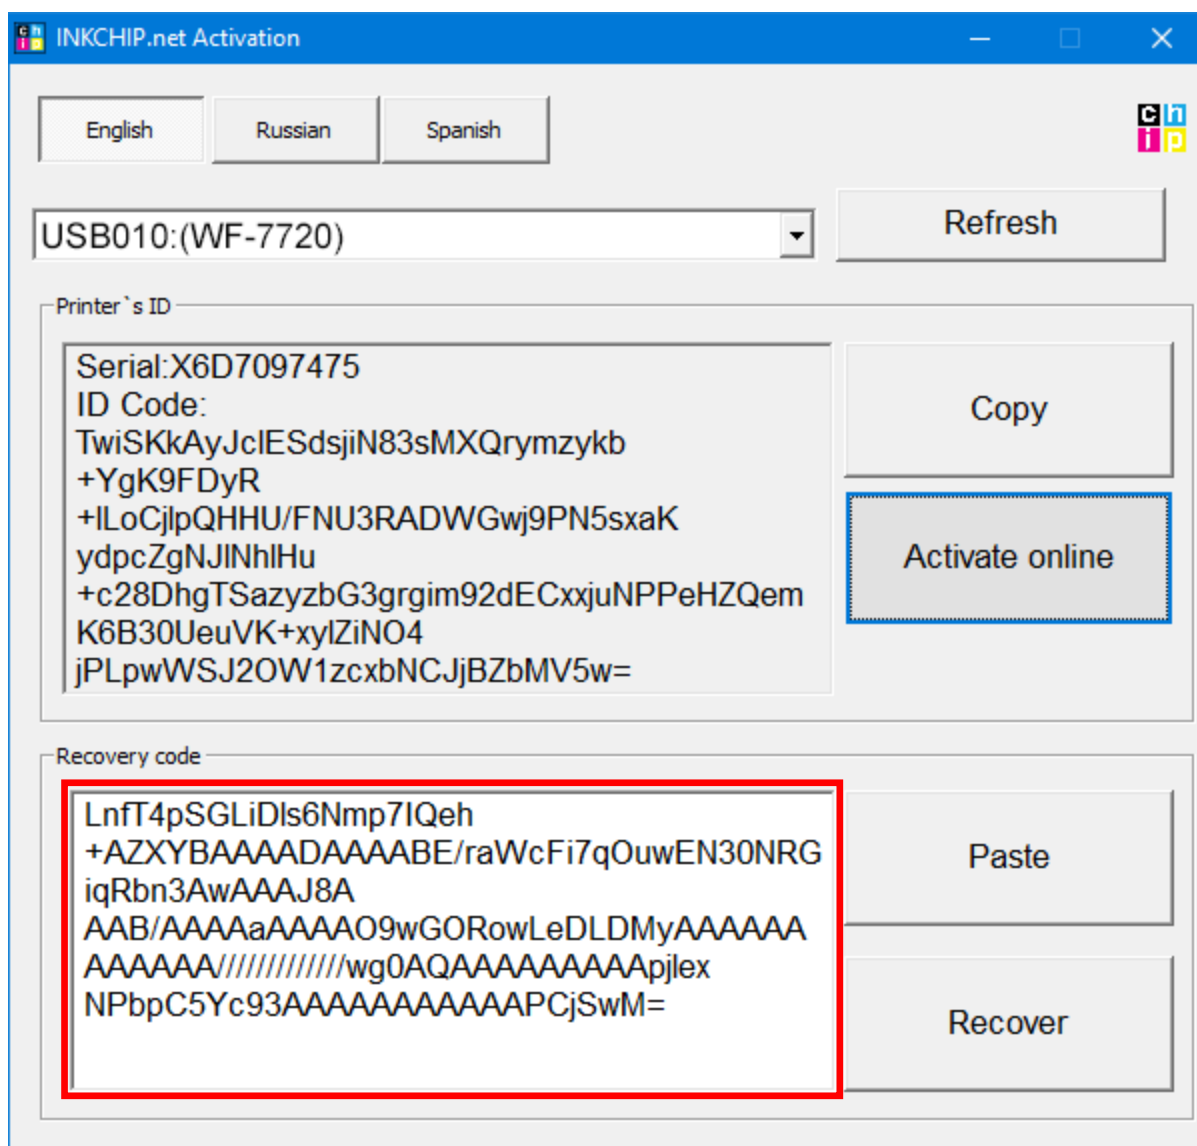 INKCHIP.net Activation
English Russian Spanish
chip
USB010:(WF-7720) Refresh
Printer`s ID
Serial:X6D7097475
ID Code:
TwiSKkAyJclESdsjiN83sMXQrymzykb
+YgK9FDyR
+lLoCjlpQHHU/FNU3RADWGwj9PN5sxaK
ydpcZgNJlNhlHu
+c28DhgTSazyzbG3grgim92dECxxjuNPPeHZQem
K6B30UeuVK+xylZiNO4
jPLpwWSJ2OW1zcxbNCJjBZbMV5w=
Copy
Activate online
Recovery code
LnfT4pSGLiDls6Nmp7IQeh
+AZXYBAAAADAAAABE/raWcFi7qOuwEN30NRG
iqRbn3AwAAAJ8A
AAB/AAAAaAAAAO9wGORowLeDLDMyAAAAAA
AAAAAA/////////////wg0AQAAAAAAAAApjlex
NPbpC5Yc93AAAAAAAAAAAPCjSwM=
Paste
Recover